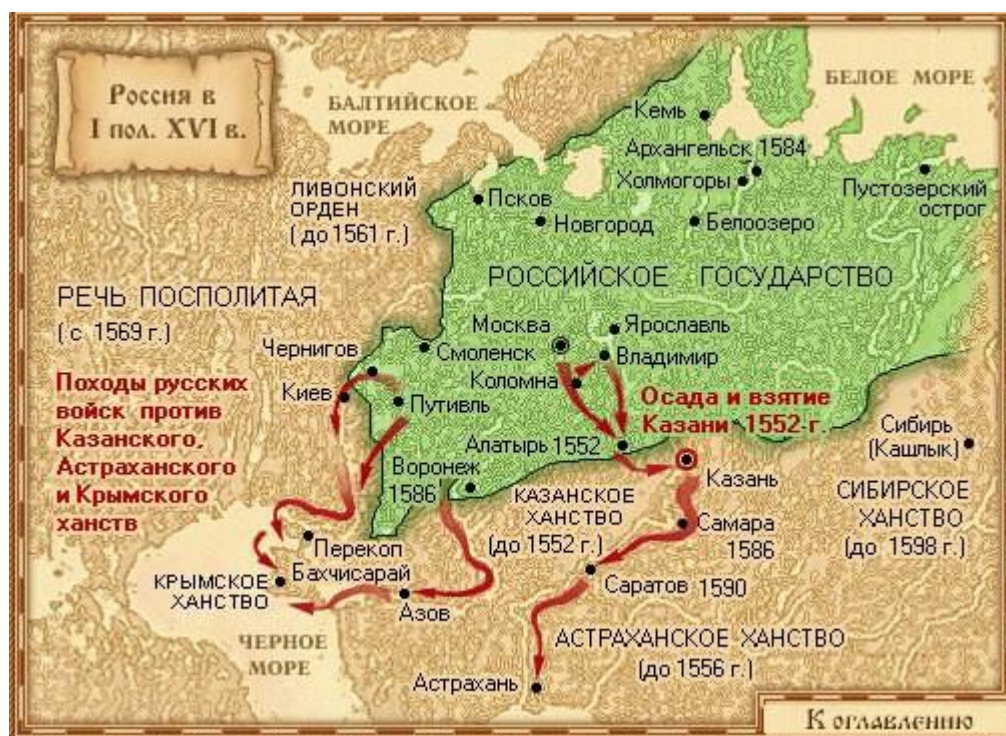 Россия в
I пол. XVI в.
БАЛТИЙСКОЕ
МОРЕ
БЕЛОЕ МОРЕ
Кемь
Архангельск 1584
Холмогоры
Пустозерский
острог
ЛИВОНСКИЙ
ОРДЕН
(до 1561 г.)
Псков
Новгород
Белоозеро
РОССИЙСКОЕ ГОСУДАРСТВО
РЕЧЬ ПОСПОЛИТАЯ
(с 1569 г.)
Москва
Ярославль
Смоленск
Владимир
Чернигов
Коломна
Киев
Путивль
Походы русских
войск против
Казанского,
Астраханского
и Крымского
ханств
Осада и взятие
Казани 1552 г.
Алатырь 1552
Сибирь
(Кашлык)
Воронеж
1586
Казань
КАЗАНСКОЕ
ХАНСТВО
(до 1552 г.)
СИБИРСКОЕ
ХАНСТВО
(до 1598 г.)
Самара
1586
Перекоп
Бахчисарай
КРЫМСКОЕ
ХАНСТВО
Азов
Саратов 1590
ЧЕРНОЕ
МОРЕ
АСТРАХАНСКОЕ ХАНСТВО
(до 1556 г.)
Астрахань
К оглавлению